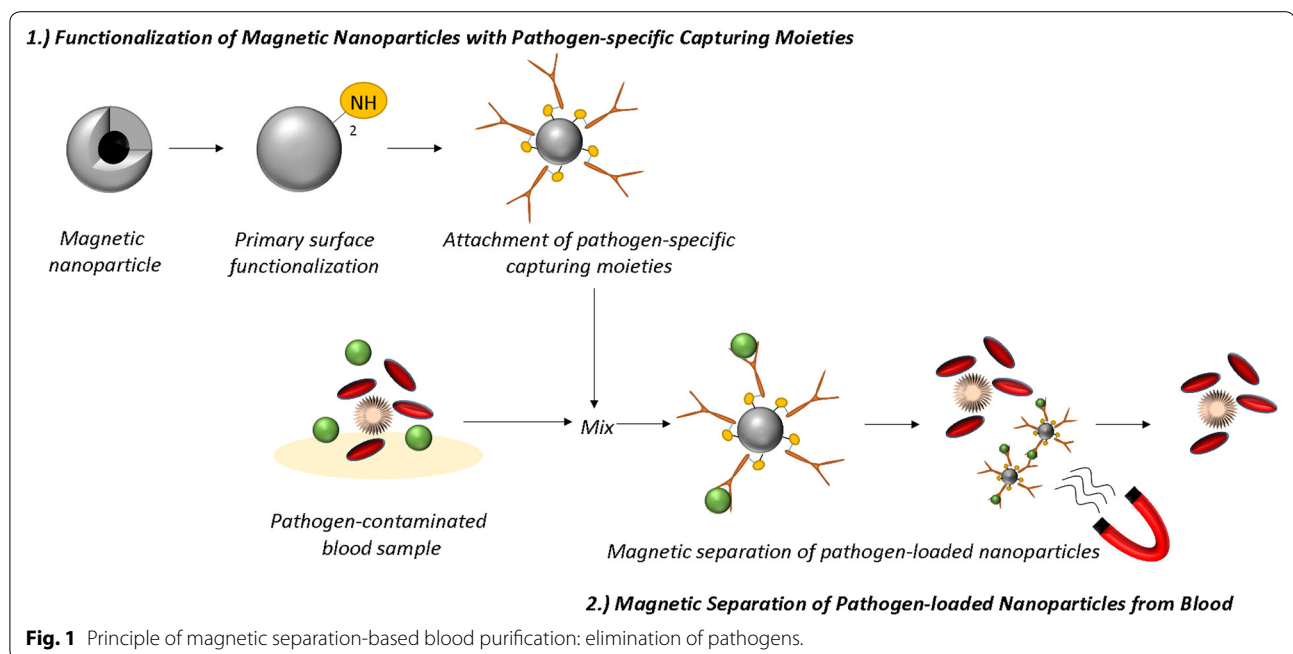 1.) Functionalization of Magnetic Nanoparticles with Pathogen-specific Capturing Moieties
NH
2
Magnetic
nanoparticle
Primary surface
functionalization
Attachment of pathogen-specific
capturing moieties
Mix
Pathogen-contaminated
blood sample
Magnetic separation of pathogen-loaded nanoparticles
2.) Magnetic Separation of Pathogen-loaded Nanoparticles from Blood
Fig. 1 Principle of magnetic separation-based blood purification: elimination of pathogens.